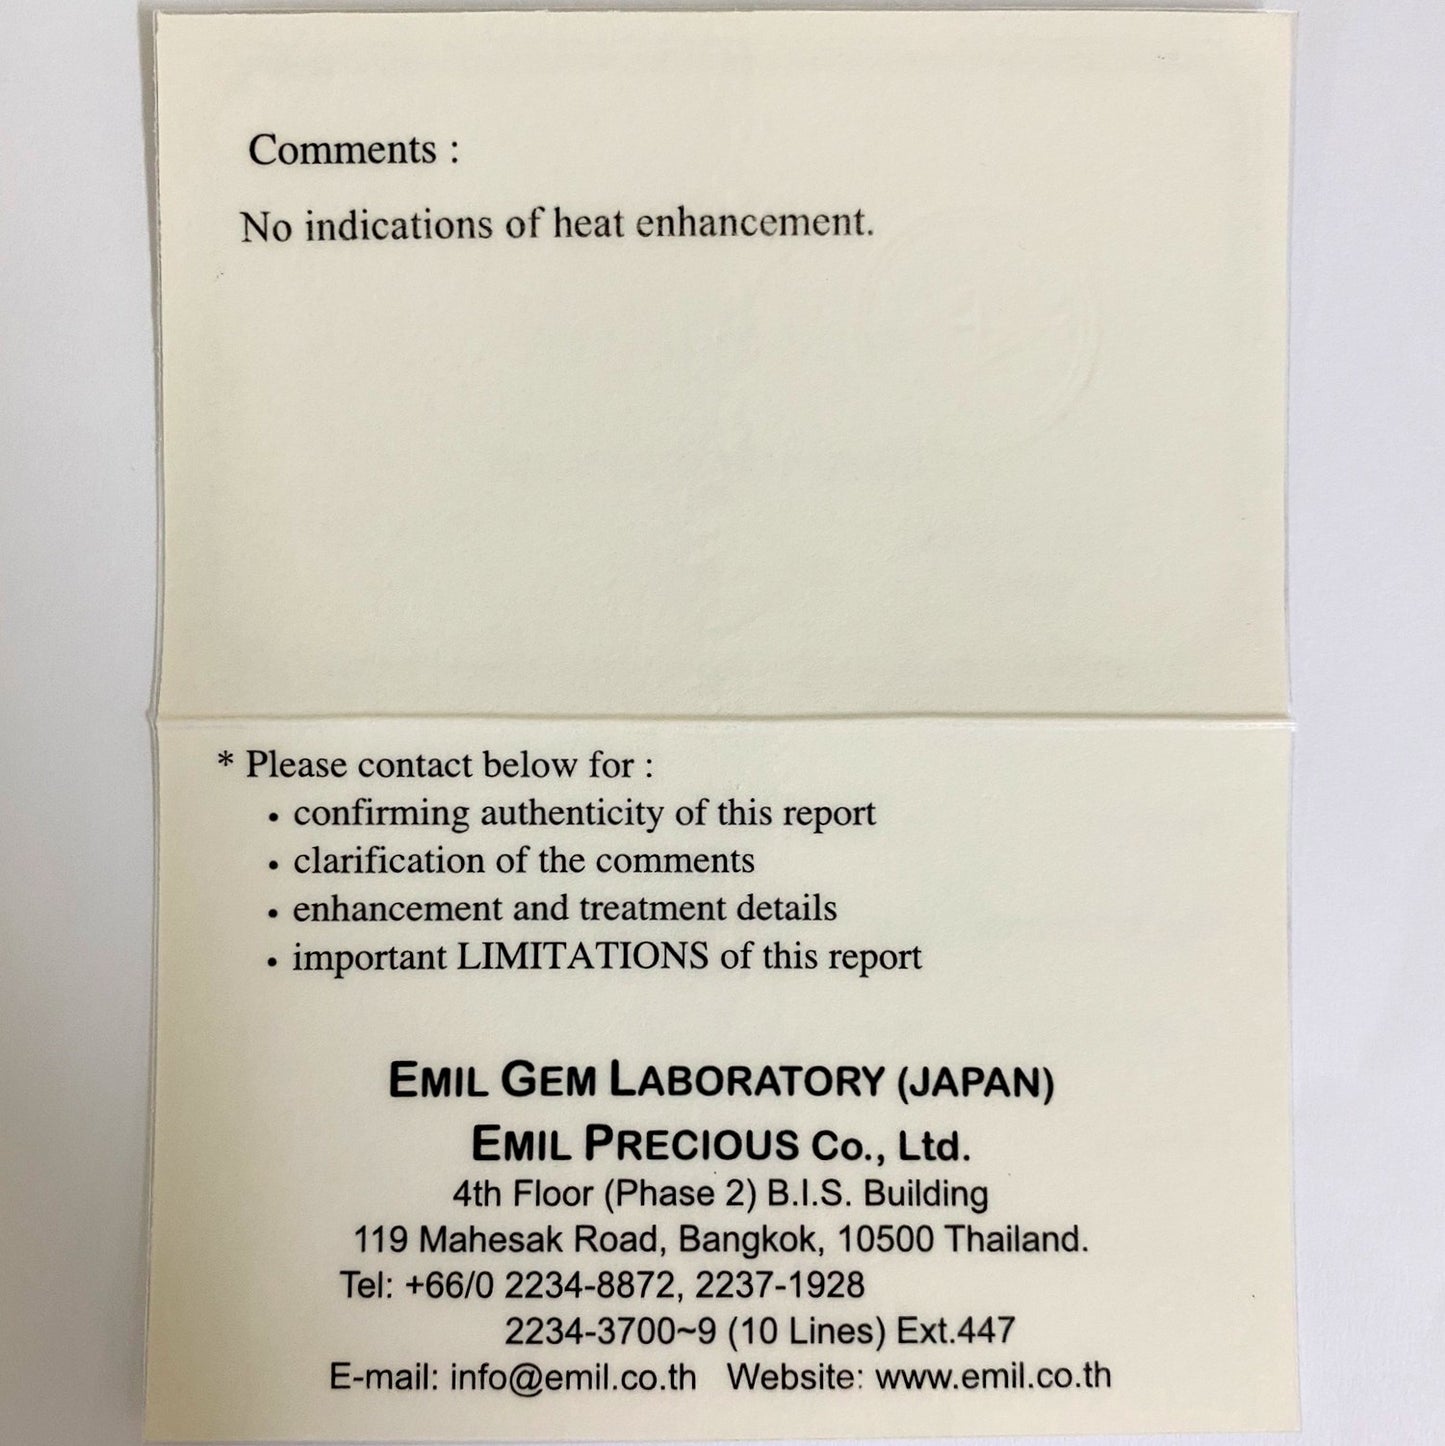 Comments :
No indications of heat enhancement.
* Please contact below for :
• confirming authenticity of this report
• clarification of the comments
• enhancement and treatment details
• important LIMITATIONS of this report
EMIL GEM LABORATORY (JAPAN)
EMIL PRECIOUS Co., Ltd.
4th Floor (Phase 2) B.I.S. Building
119 Mahesak Road, Bangkok, 10500 Thailand.
Tel: +66/0 2234-8872, 2237-1928
2234-3700~9 (10 Lines) Ext.447
E-mail: info@emil.co.th Website: www.emil.co.th